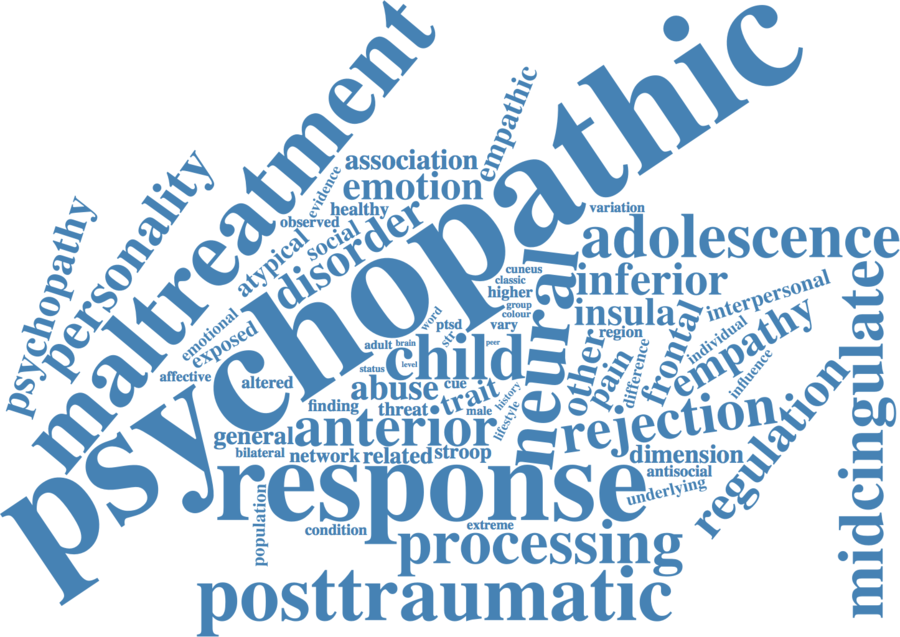 psychopathic
maltreatment
response
posttraumatic
neural
child
anterior
processing
adolescence
midcingulate
rejection
regulation
personality
psychopathy
disorder
emotion
association
empathic
evidence
healthy
observed
social
atypical
emotional
exposed
affective
altered
variation
inferior
insula
region
interpersonal
individual
empathy
influence
frontal
difference
pain
other
cuneus
classic
higher
group
colour
vary
word
ptsd
str
peer
adult
brain
level
status
abuse
cue
trait
history
lifestyle
male
threat
finding
general
bilateral
network
related
stroop
dimension
antisocial
underlying
population
condition
extreme